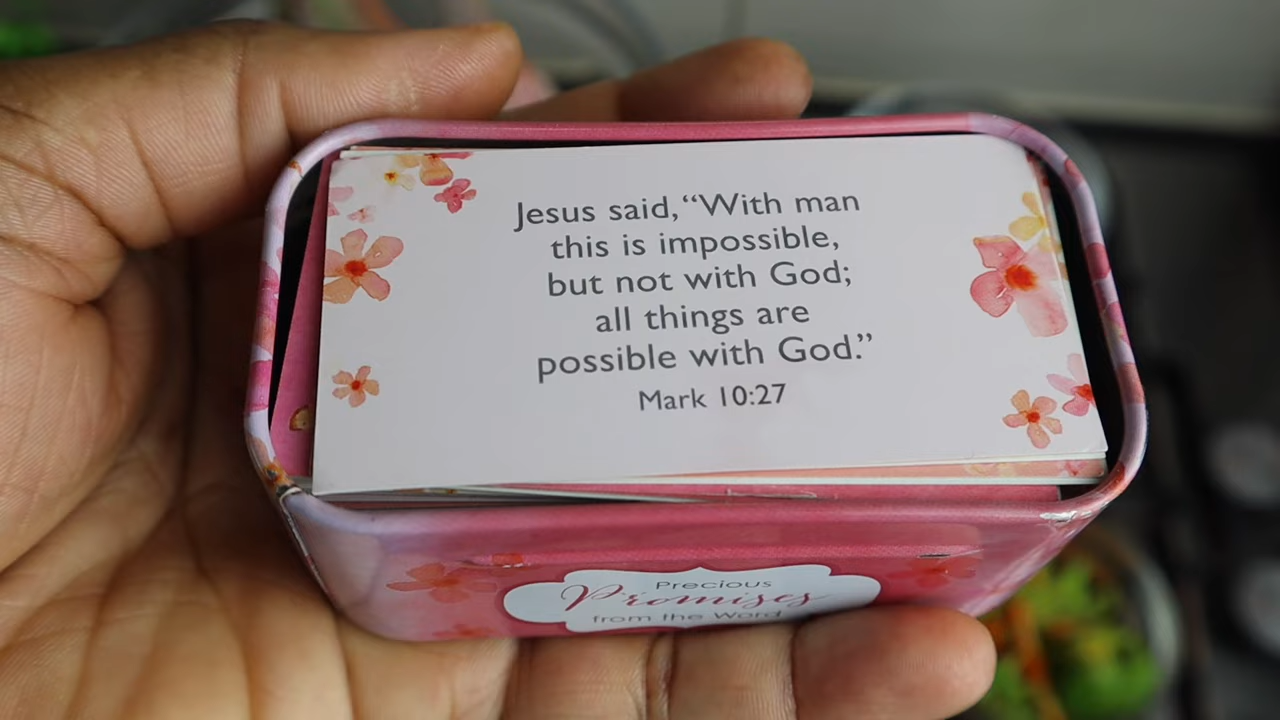 Jesus said, “With man
this is impossible,
but not with God;
all things are
possible with God.”
Mark 10:27
Precious
Promises
from the Word